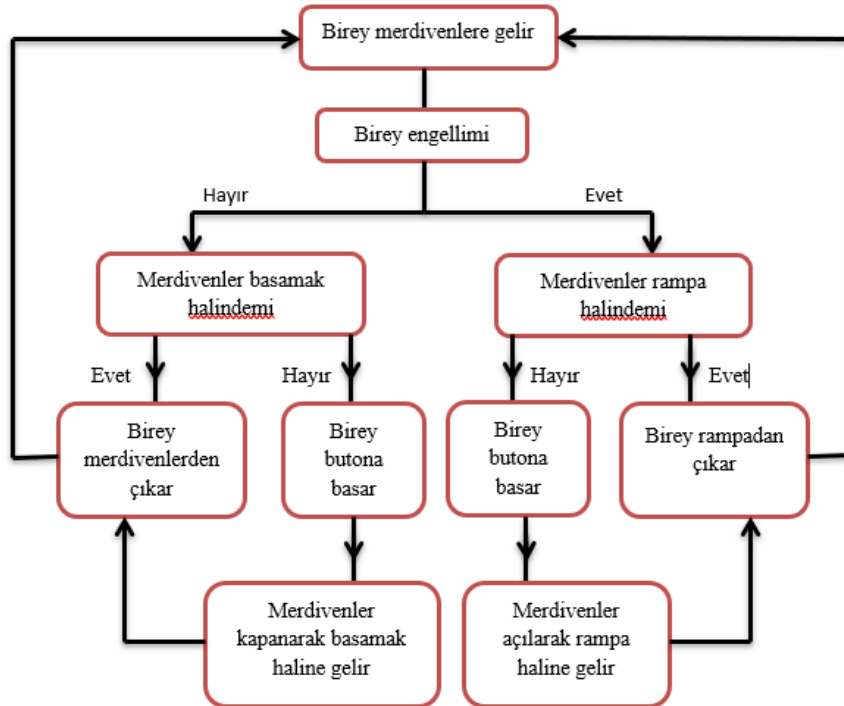 Birey merdivenlere gelir
Birey engellimi
Hayır
Evet
Merdivenler basamak
halindemi
Merdivenler rampa
halindemi
Evet
Hayır
Hayır
Evet
Birey
merdivenlerden
çıkar
Birey
butona
basar
Birey
butona
basar
Birey rampadan
çıkar
Merdivenler
kapanarak basamak
haline gelir
Merdivenler
açılarak rampa
haline gelir